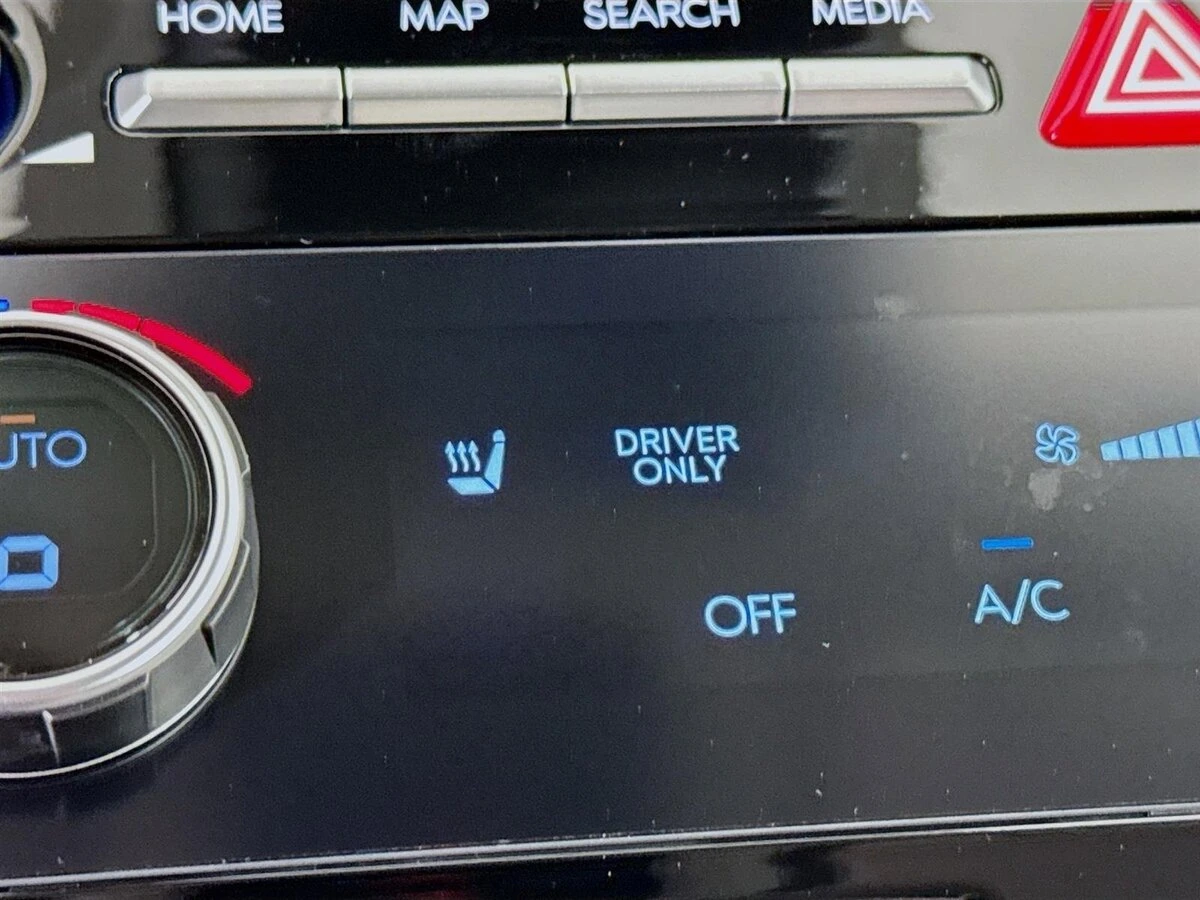 HOME MAP SEARCH MEDIA
UTO
DRIVER
ONLY
OFF
A/C